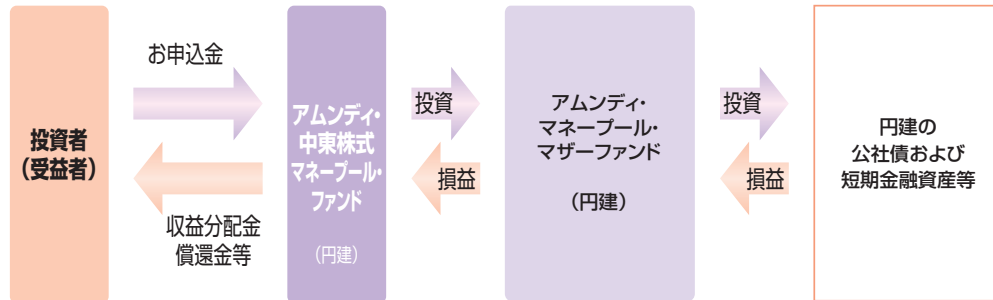 投資者
(受益者)
お申込金
収益分配金
償還金等
アムンディ・
中東株式
マネープール・
ファンド
(円建)
投資
損益
アムンディ・
マネープール・
マザーファンド
(円建)
投資
損益
円建の
公社債および
短期金融資産等